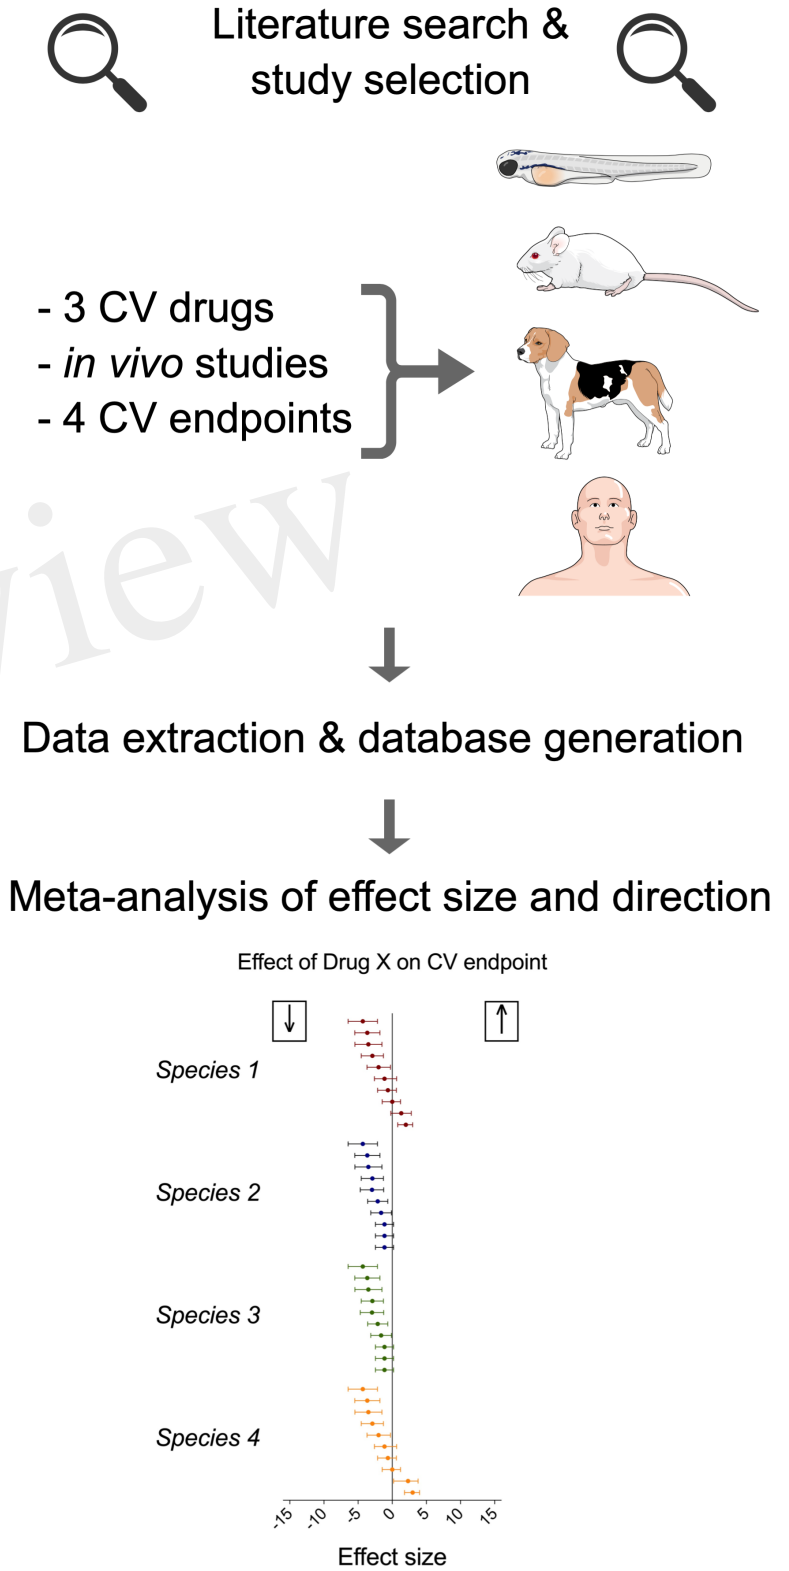 Literature search &
study selection
- 3 CV drugs
- in vivo studies
- 4 CV endpoints
view
Data extraction & database generation
Meta-analysis of effect size and direction
Effect of Drug X on CV endpoint
↓ ↑
Species 1
Species 2
Species 3
Species 4
-15 -10 -5 0 5 10 15
Effect size